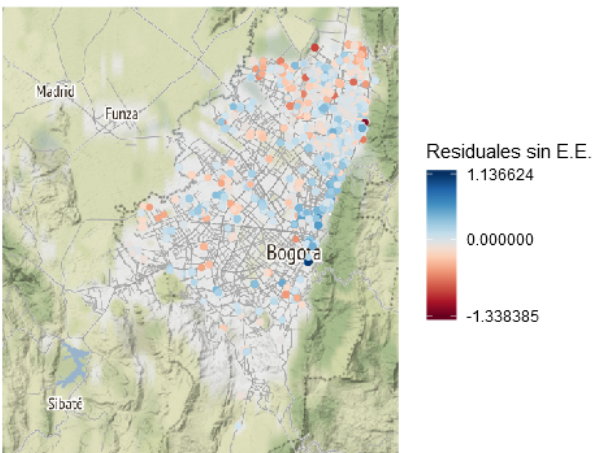 Madrid
Funza
Bogota
Sibaté
Residuales sin E.E.
1.136624
0.000000
-1.338385